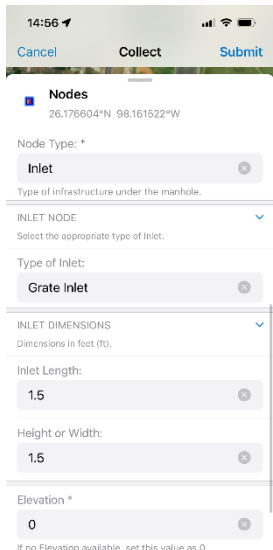 14:56
Cancel Collect Submit
Nodes
26.176604°N 98.161522°W
Node Type: *
Inlet
Type of infrastructure under the manhole.
INLET NODE
Select the appropriate type of Inlet.
Type of Inlet:
Grate Inlet
INLET DIMENSIONS
Dimensions in feet (ft).
Inlet Length:
1.5
Height or Width:
1.5
Elevation *
0
If no Elevation available, set this value as 0.